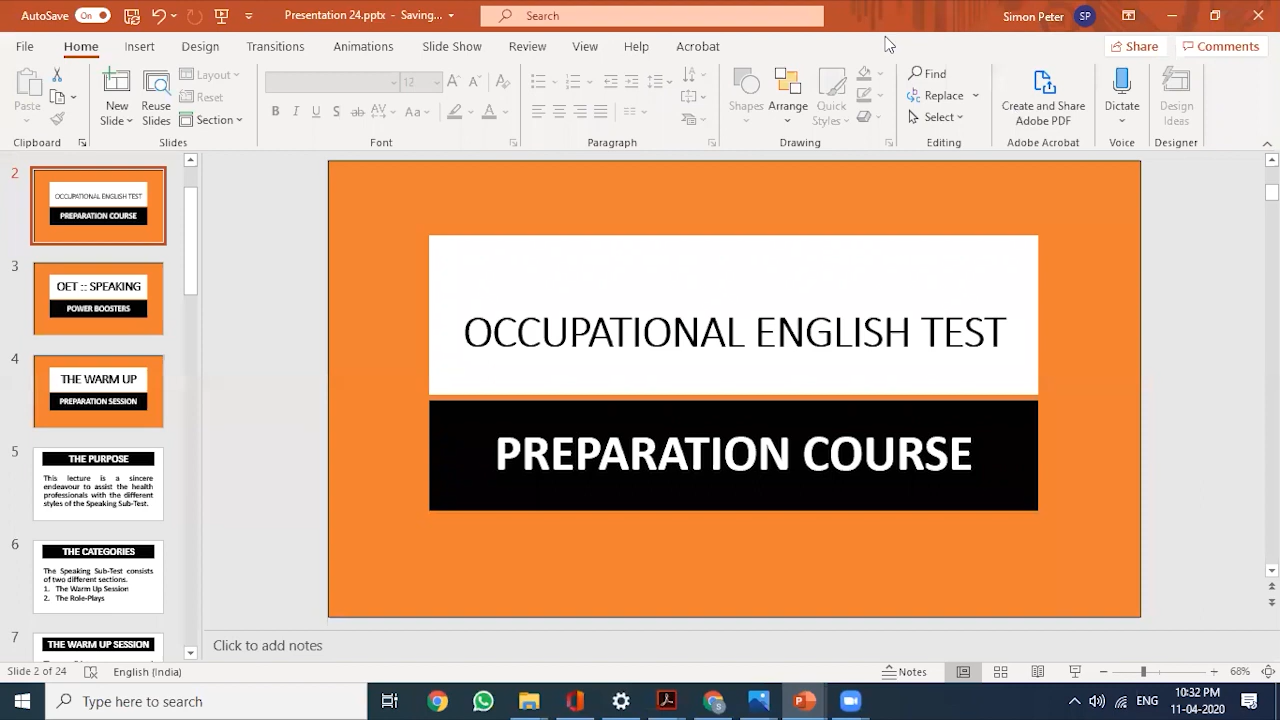 AutoSave On Presentation 24.pptx - Saving... Search Simon Peter SP
File Home Insert Design Transitions Animations Slide Show Review View Help Acrobat Share Comments
Paste New Slide Reuse Slides Layout Reset Section 12 Shapes Arrange Quick Styles Find Replace Select Create and Share Adobe PDF Dictate Design Ideas
B I U S ab AV Aa A
Clipboard Slides Font Paragraph Drawing Editing Adobe Acrobat Voice Designer
2
OCCUPATIONAL ENGLISH TEST
PREPARATION COURSE
3
OET :: SPEAKING
POWER BOOSTERS
4
THE WARM UP
PREPARATION SESSION
5
THE PURPOSE
This lecture is a sincere
endeavour to assist the health
professionals with the different
styles of the Speaking Sub-Test.
6
THE CATEGORIES
The Speaking Sub-Test consists
of two different sections.
1. The Warm Up Session
2. The Role-Plays
7
THE WARM UP SESSION
OCCUPATIONAL ENGLISH TEST
PREPARATION COURSE
Click to add notes
Slide 2 of 24 English (India) Notes 68%
Type here to search ENG 10:32 PM
11-04-2020